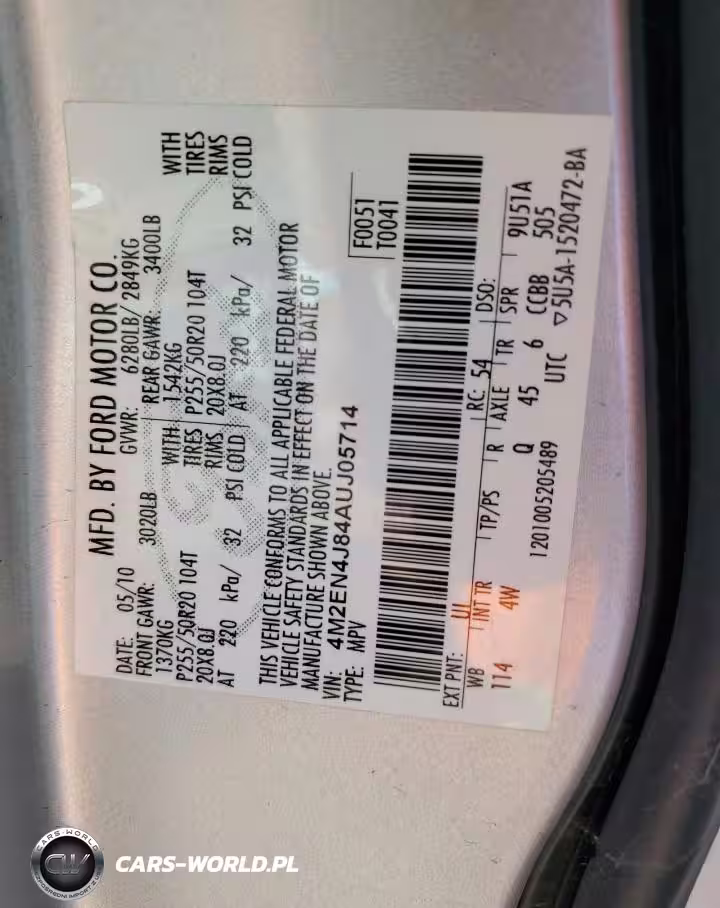 MFD. BY FORD MOTOR CO.
DATE: 05/10 GVWR: 6280LB/ 2849KG
FRONT GAWR: 3020LB REAR GAWR: 3400LB
1370KG WITH 1542KG WITH
P255/50R20 104T TIRES P255/50R20 104T TIRES
20X8.0J RIMS 20X8.0J RIMS
AT 220 kPa/ 32 PSI COLD AT 220 kPa/ 32 PSI COLD
THIS VEHICLE CONFORMS TO ALL APPLICABLE FEDERAL MOTOR
VEHICLE SAFETY STANDARDS IN EFFECT ON THE DATE OF
MANUFACTURE SHOWN ABOVE.
VIN: 4M2EN4J84AUJ05714
TYPE: MPV
F0051
T0041
EXT PNT: UI RC: 54 DSO:
WB INT TR TP/PS R AXLE TR SPR 9U51A
114 4W Q 45 6 CCBB 505
1201005205489 UTC ▽5U5A-1520472-BA
CARS-WORLD
CW
CARS-WORLD.PL